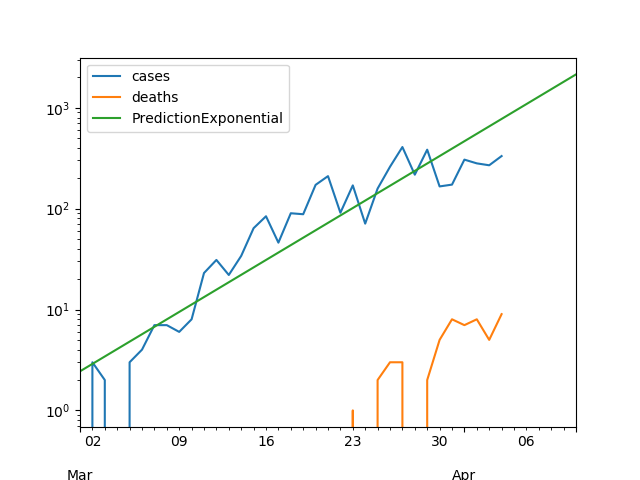 cases
deaths
PredictionExponential
10³
10²
10¹
10⁰
02 09 16 23 30 06
Mar Apr